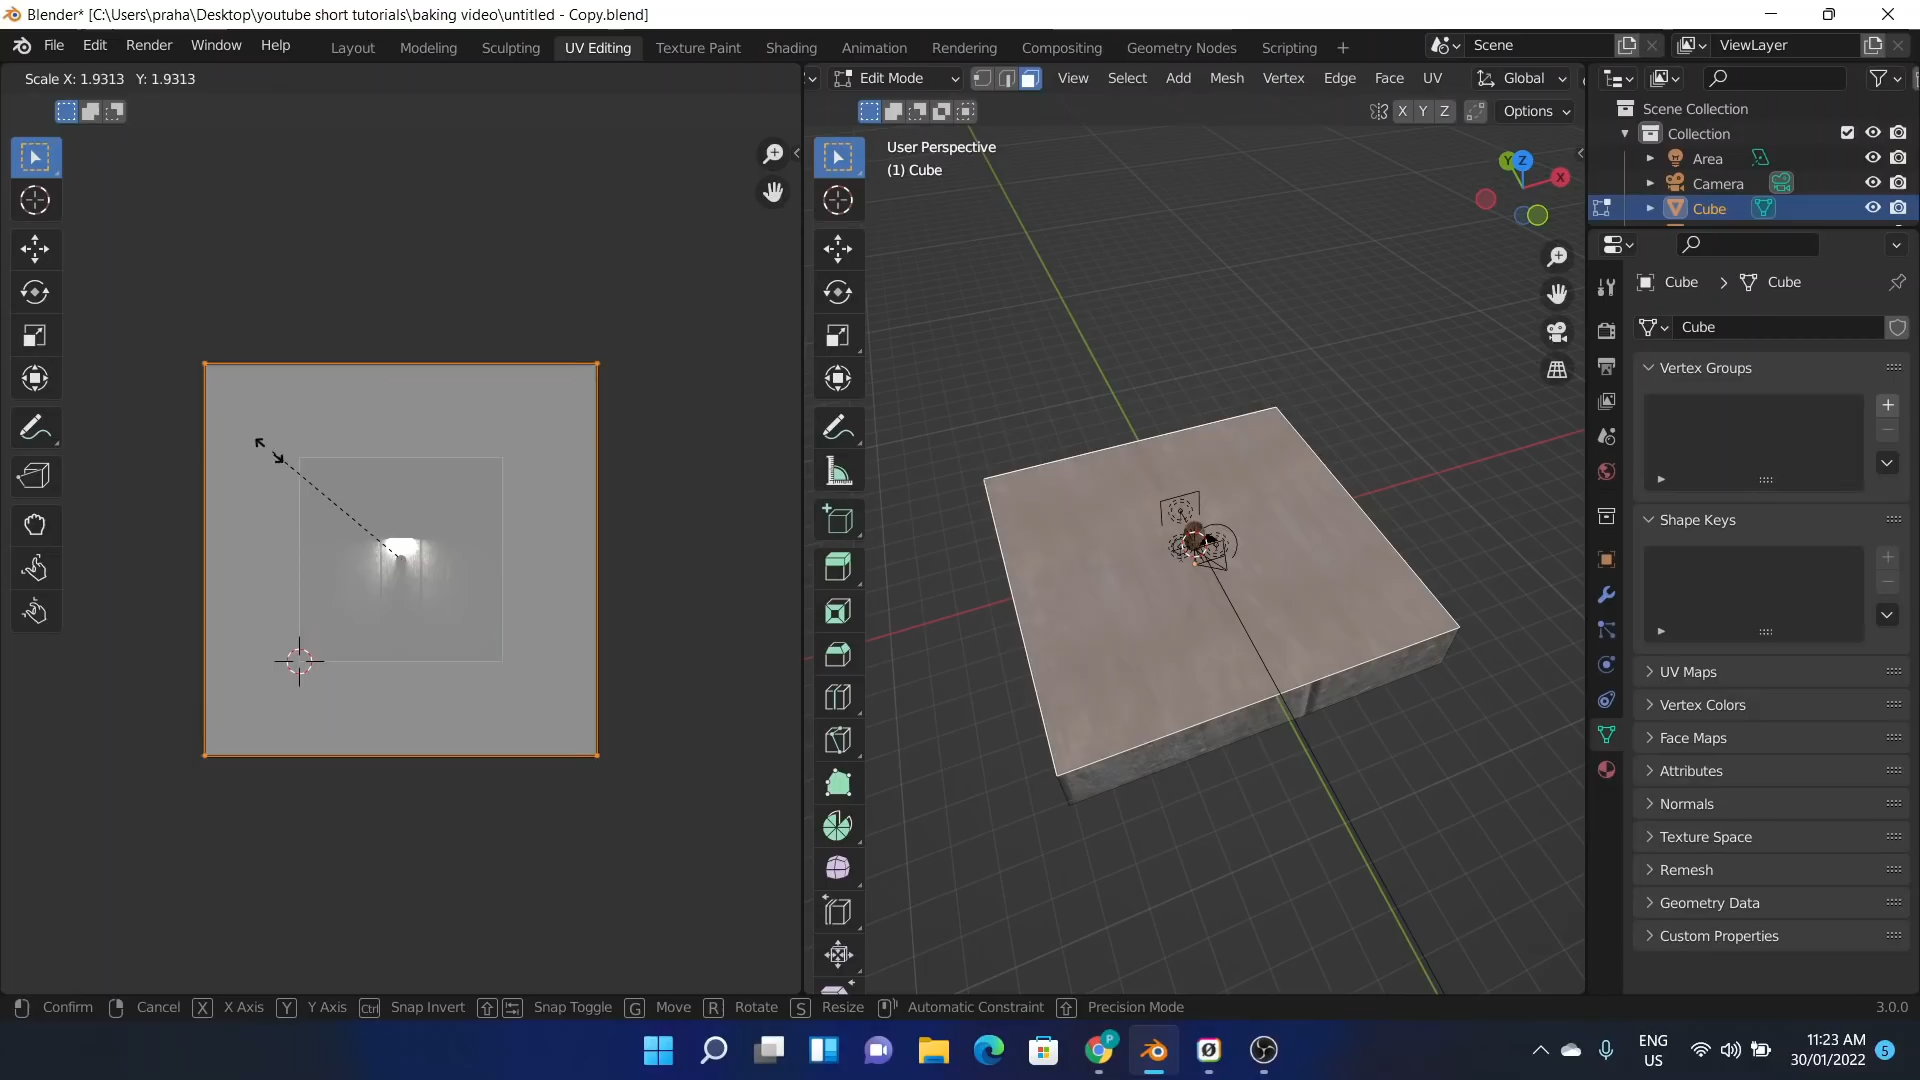 Blender* [C:\Users\praha\Desktop\youtube short tutorials\baking video\untitled - Copy.blend]
File Edit Render Window Help Layout Modeling Sculpting UV Editing Texture Paint Shading Animation Rendering Compositing Geometry Nodes Scripting + Scene ViewLayer
Scale X: 1.9313 Y: 1.9313
Edit Mode View Select Add Mesh Vertex Edge Face UV Global
X Y Z Options
User Perspective
(1) Cube
Y Z X
Scene Collection
Collection
Area
Camera
Cube
Cube > Cube
Cube
Vertex Groups
Shape Keys
UV Maps
Vertex Colors
Face Maps
Attributes
Normals
Texture Space
Remesh
Geometry Data
Custom Properties
Confirm Cancel X X Axis Y Y Axis Ctrl Snap Invert Snap Toggle G Move R Rotate S Resize Automatic Constraint Precision Mode 3.0.0
P
ENG
US
11:23 AM
30/01/2022
5